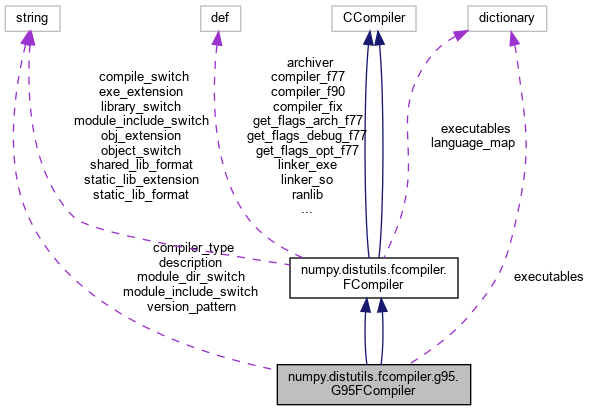 string
def
CCompiler
dictionary
compile_switch
exe_extension
library_switch
module_include_switch
obj_extension
object_switch
shared_lib_format
static_lib_extension
static_lib_format
archiver
compiler_f77
compiler_f90
compiler_fix
get_flags_arch_f77
get_flags_debug_f77
get_flags_opt_f77
linker_exe
linker_so
ranlib
...
executables
language_map
numpy.distutils.fcompiler.
FCompiler
compiler_type
description
module_dir_switch
module_include_switch
version_pattern
executables
numpy.distutils.fcompiler.g95.
G95FCompiler